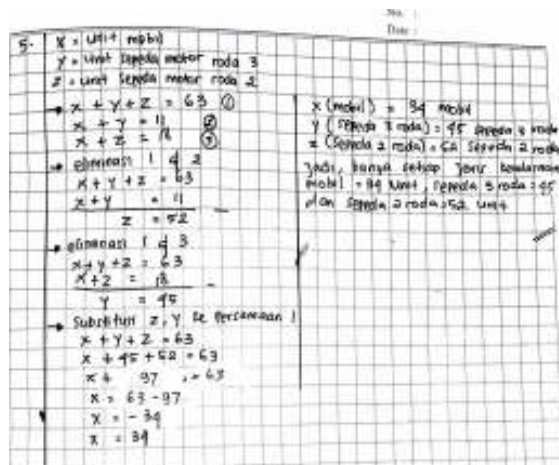 No. :
Date :
5. X = Unit mobil
Y = Unit sepeda motor roda 3
Z = Unit sepeda motor roda 2
→ x + y + z = 63 ①
x + y = 11 ②
x + z = 18 ③
→ eliminasi 1 & 2
x + y + z = 63
x + y = 11
z = 52
→ eliminasi 1 & 3
x + y + z = 63
x + z = 18
y = 45
→ Substitusi z, y ke persamaan 1
x + y + z = 63
x + 45 + 52 = 63
x + 97 = 63
x = 63 - 97
x = - 34
x = 34
x (mobil) = 34 mobil
y (sepeda 3 roda) = 45 sepeda 3 roda
z (sepeda 2 roda) = 52 sepeda 2 roda
Jadi, banyak setiap jenis kendaraan
mobil = 34 Unit, sepeda 3 roda = 45
dan sepeda 2 roda = 52 unit